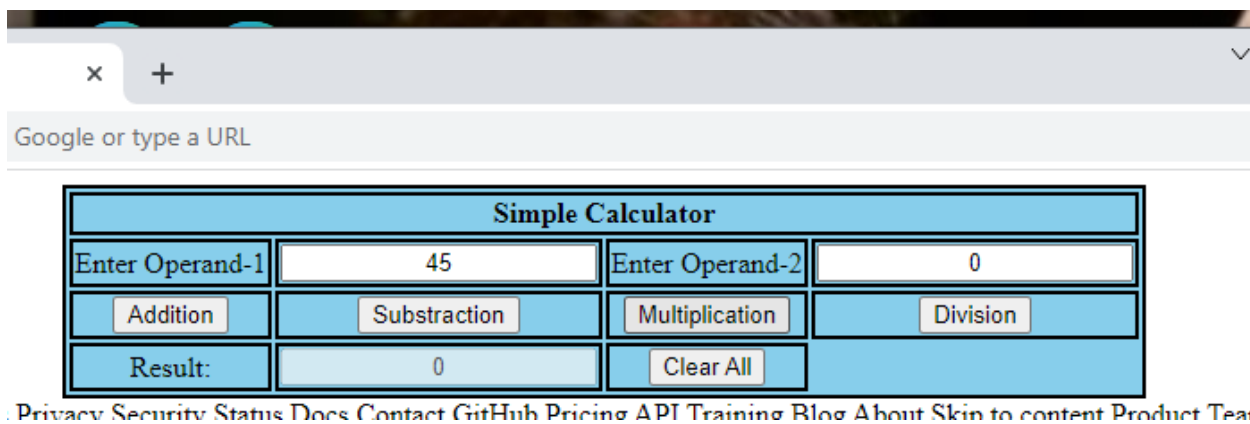 Google or type a URL
Simple Calculator
Enter Operand-1 45 Enter Operand-2 0
Addition Substraction Multiplication Division
Result: 0 Clear All
Privacy Security Status Docs Contact GitHub Pricing API Training Blog About Skip to content Product